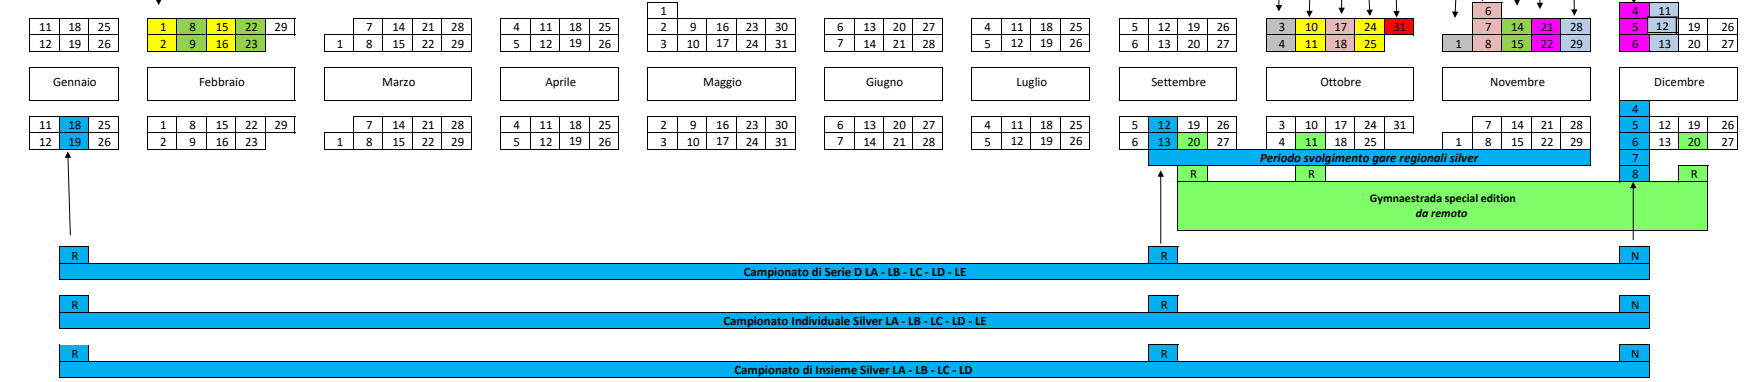 1 6 4 11
11 18 25 1 8 15 22 29 7 14 21 28 4 11 18 25 2 9 16 23 30 6 13 20 27 4 11 18 25 5 12 19 26 3 10 17 24 31 7 14 21 28 5 12 19 26
12 19 26 2 9 16 23 1 8 15 22 29 5 12 19 26 3 10 17 24 31 7 14 21 28 5 12 19 26 6 13 20 27 4 11 18 25 1 8 15 22 29 6 13 20 27
Gennaio Febbraio Marzo Aprile Maggio Giugno Luglio Settembre Ottobre Novembre Dicembre
4
11 18 25 1 8 15 22 29 7 14 21 28 4 11 18 25 2 9 16 23 30 6 13 20 27 4 11 18 25 5 12 19 26 3 10 17 24 31 7 14 21 28 5 12 19 26
12 19 26 2 9 16 23 1 8 15 22 29 5 12 19 26 3 10 17 24 31 7 14 21 28 5 12 19 26 6 13 20 27 4 11 18 25 1 8 15 22 29 6 13 20 27
Periodo svolgimento gare regionali silver 7
R R 8 R
Gymnaestrada special edition
da remoto
R R N
Campionato di Serie D LA - LB - LC - LD - LE
R R N
Campionato Individuale Silver LA - LB - LC - LD - LE
R R N
Campionato di Insieme Silver LA - LB - LC - LD